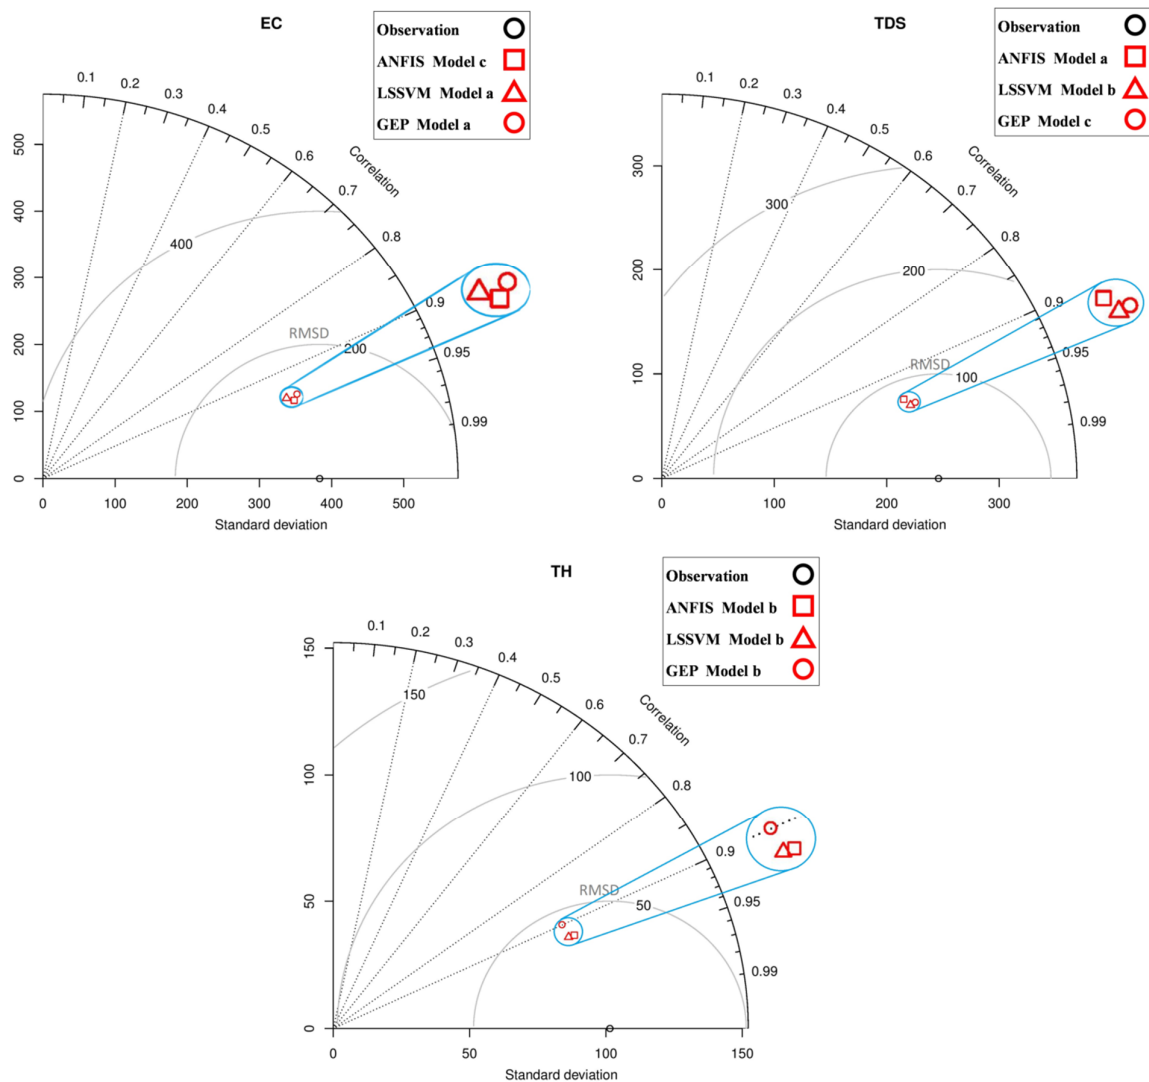 EC
Observation
ANFIS Model c
LSSVM Model a
GEP Model a
0.1
0.2
0.3
0.4
0.5
0.6
0.7
0.8
0.9
0.95
0.99
Correlation
500
400
300
200
100
0
400
RMSD
200
0
100
200
300
400
500
Standard deviation
TDS
Observation
ANFIS Model a
LSSVM Model b
GEP Model c
0.1
0.2
0.3
0.4
0.5
0.6
0.7
0.8
0.9
0.95
0.99
Correlation
300
200
100
0
300
200
RMSD
100
0
100
200
300
Standard deviation
TH
Observation
ANFIS Model b
LSSVM Model b
GEP Model b
0.1
0.2
0.3
0.4
0.5
0.6
0.7
0.8
0.9
0.95
0.99
Correlation
150
100
50
0
150
100
RMSD
50
0
50
100
150
Standard deviation